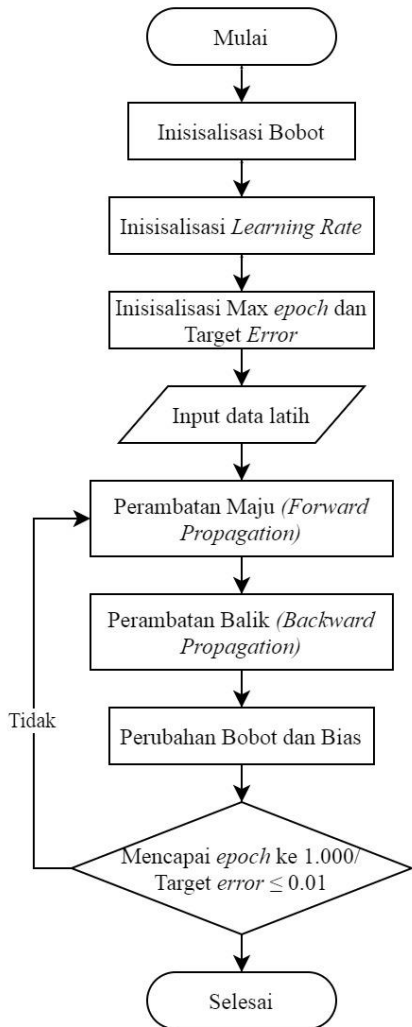 Mulai
Inisisalisasi Bobot
Inisisalisasi Learning Rate
Inisisalisasi Max epoch dan
Target Error
Input data latih
Perambatan Maju (Forward
Propagation)
Perambatan Balik (Backward
Propagation)
Tidak
Perubahan Bobot dan Bias
Mencapai epoch ke 1.000/
Target error ≤ 0.01
Selesai